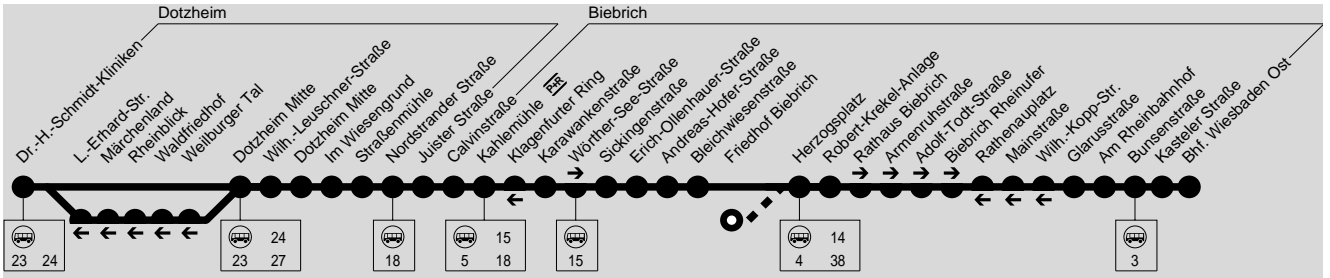 Dotzheim
Biebrich
Dr.-H.-Schmidt-Kliniken
L.-Erhard-Str.
Märchenland
Rheinblick
Waldfriedhof
Weilburger Tal
Dotzheim Mitte
Wilh.-Leuschner-Straße
Dotzheim Mitte
Im Wiesengrund
Straßenmühle
Nordstrander Straße
Juister Straße
Calvinstraße
Kahlemühle P+R
Klagenfurter Ring
Karawankenstraße
Wörther-See-Straße
Sickingenstraße
Erich-Ollenhauer-Straße
Andreas-Hofer-Straße
Bleichwiesenstraße
Friedhof Biebrich
Herzogsplatz
Robert-Krekel-Anlage
Rathaus Biebrich
Armenruhstraße
Adolf-Todt-Straße
Biebrich Rheinufer
Rathenauplatz
Mainstraße
Wilh.-Kopp-Str.
Glarusstraße
Am Rheinbahnhof
Bunsenstraße
Kasteler Straße
Bhf. Wiesbaden Ost
23 24
24
23 27
18
15
5 18
15
14
4 38
3